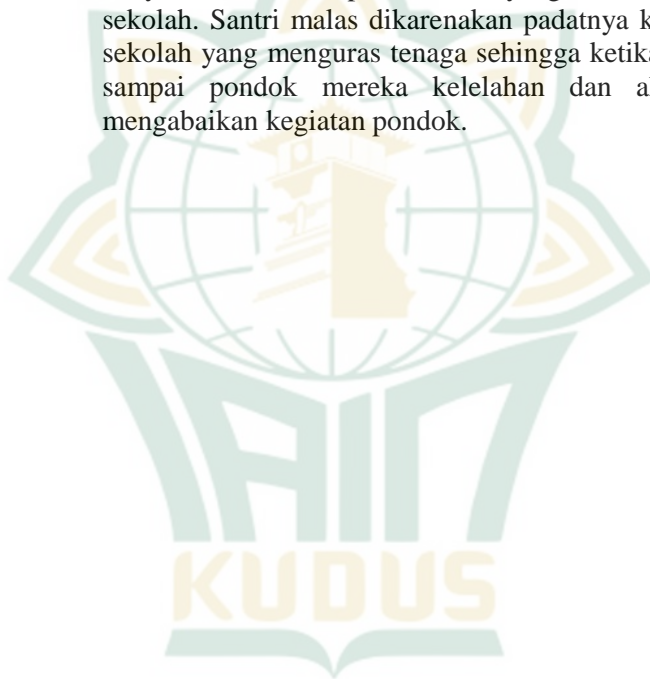 sekolah. Santri malas dikarenakan padatnya
sekolah yang menguras tenaga sehingga
sampai pondok mereka kelelahan dan
mengabaikan kegiatan pondok.
IAIN
KUDUS